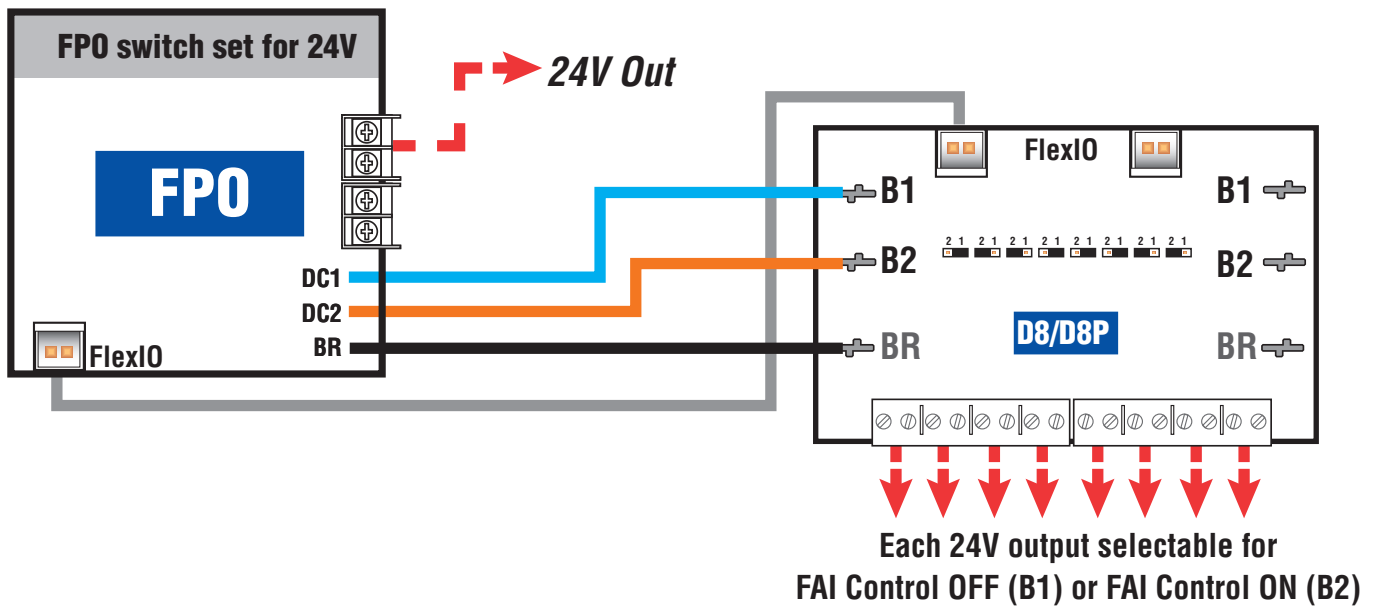 FPO switch set for 24V
24V Out
FPO
DC1
DC2
BR
FlexIO
FlexIO
B1
B1
B2
B2
2 1 2 1 2 1 2 1 2 1 2 1 2 1 2 1
D8/D8P
BR
BR
Each 24V output selectable for
FAI Control OFF (B1) or FAI Control ON (B2)